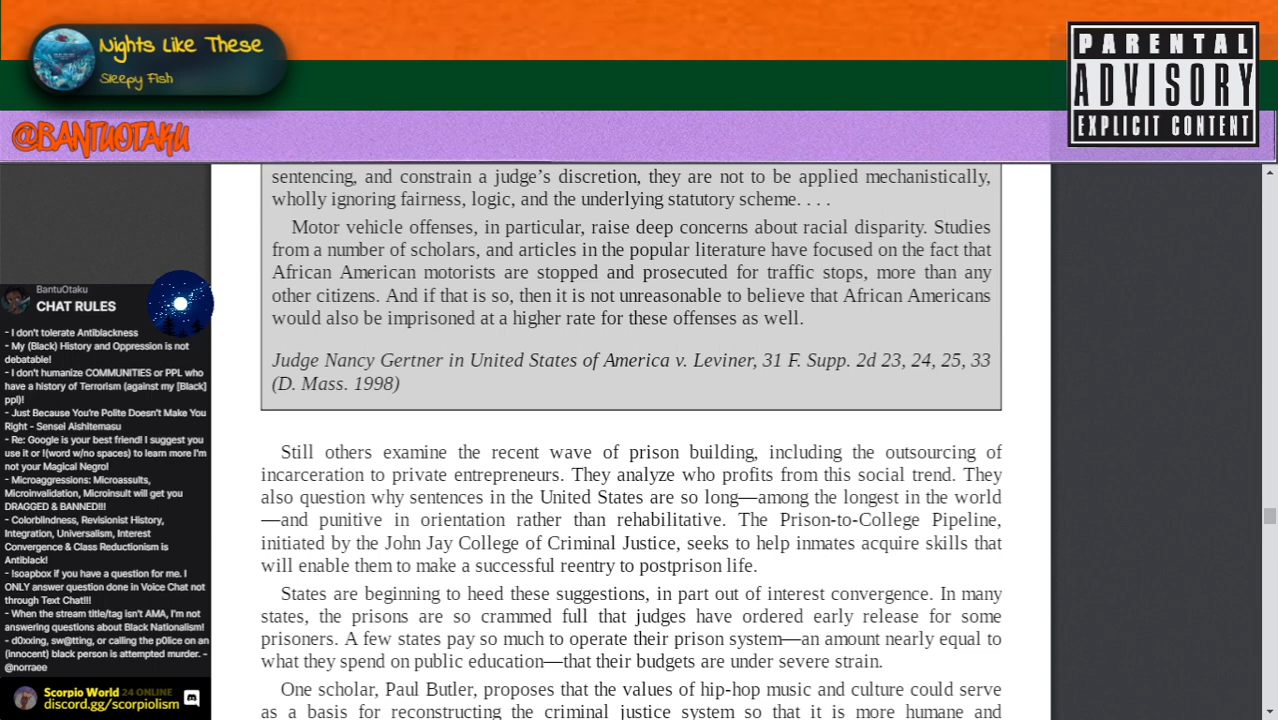 Nights Like These
Sleepy Fish
PARENTAL
ADVISORY
EXPLICIT CONTENT
@BANTUOTAKU
sentencing, and constrain a judge’s discretion, they are not to be applied mechanistically,
wholly ignoring fairness, logic, and the underlying statutory scheme. . . .
Motor vehicle offenses, in particular, raise deep concerns about racial disparity. Studies
from a number of scholars, and articles in the popular literature have focused on the fact that
African American motorists are stopped and prosecuted for traffic stops, more than any
other citizens. And if that is so, then it is not unreasonable to believe that African Americans
would also be imprisoned at a higher rate for these offenses as well.
Judge Nancy Gertner in United States of America v. Leviner, 31 F. Supp. 2d 23, 24, 25, 33
(D. Mass. 1998)
Still others examine the recent wave of prison building, including the outsourcing of
incarceration to private entrepreneurs. They analyze who profits from this social trend. They
also question why sentences in the United States are so long—among the longest in the world
—and punitive in orientation rather than rehabilitative. The Prison-to-College Pipeline,
initiated by the John Jay College of Criminal Justice, seeks to help inmates acquire skills that
will enable them to make a successful reentry to postprison life.
States are beginning to heed these suggestions, in part out of interest convergence. In many
states, the prisons are so crammed full that judges have ordered early release for some
prisoners. A few states pay so much to operate their prison system—an amount nearly equal to
what they spend on public education—that their budgets are under severe strain.
One scholar, Paul Butler, proposes that the values of hip-hop music and culture could serve
as a basis for reconstructing the criminal justice system so that it is more humane and
BantuOtaku
CHAT RULES
- I don't tolerate Antiblackness
- My (Black) History and Oppression is not
debatable!
- I don't humanize COMMUNITIES or PPL who
have a history of Terrorism (against my [Black]
ppl)!
- Just Because You're Polite Doesn't Make You
Right - Sensei Aishitemasu
- Re: Google is your best friend! I suggest you
use it or !(word w/no spaces) to learn more I'm
not your Magical Negro!
- Microaggressions: Microassults,
Microinvalidation, Microinsult will get you
DRAGGED & BANNED!!!
- Colorblindness, Revisionist History,
Integration, Universalism, Interest
Convergence & Class Reductionism is
Antiblack!
- !soapbox if you have a question for me. I
ONLY answer question done in Voice Chat not
through Text Chat!!!
- When the stream title/tag isn't AMA, I'm not
answering questions about Black Nationalism!
- d0xxing, sw@tting, or calling the p0lice on an
(innocent) black person is attempted murder. -
@norraee
Scorpio World 24 ONLINE
discord.gg/scorpiolism